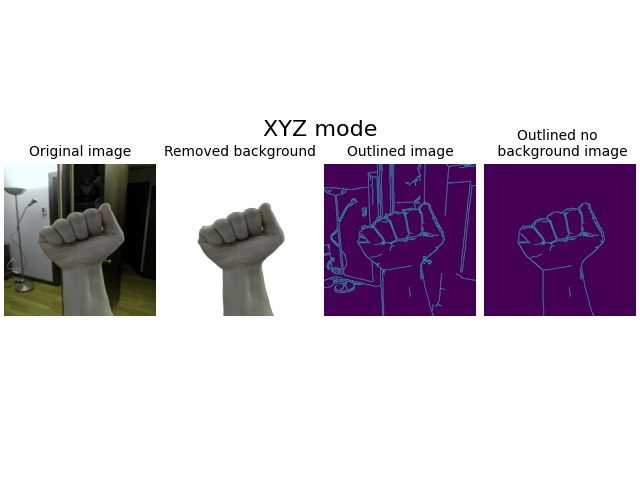 XYZ mode
Original image
Removed background
Outlined image
Outlined no
background image